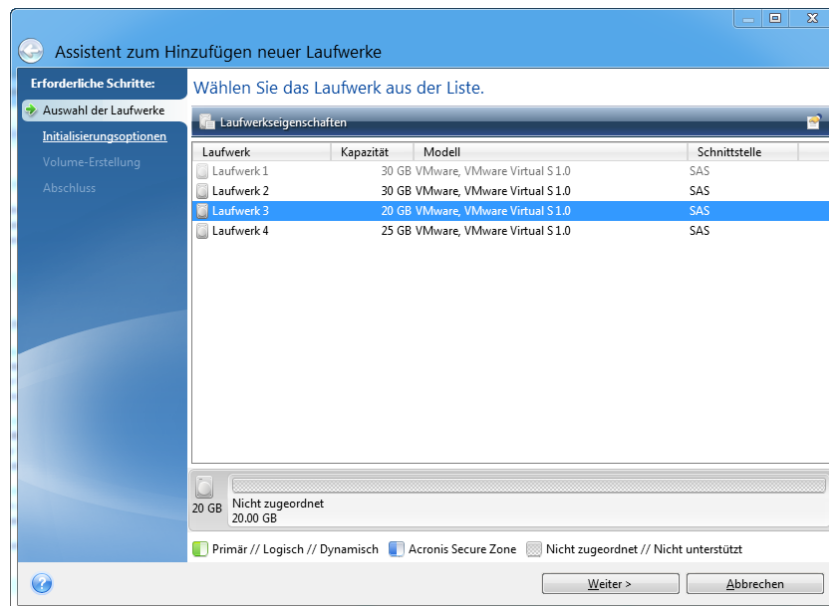 Assistent zum Hinzufügen neuer Laufwerke
Erforderliche Schritte:
Auswahl der Laufwerke
Initialisierungsoptionen
Volume-Erstellung
Abschluss
Wählen Sie das Laufwerk aus der Liste.
Laufwerkseigenschaften
Laufwerk Kapazität Modell Schnittstelle
Laufwerk 1 30 GB VMware, VMware Virtual S 1.0 SAS
Laufwerk 2 30 GB VMware, VMware Virtual S 1.0 SAS
Laufwerk 3 20 GB VMware, VMware Virtual S 1.0 SAS
Laufwerk 4 25 GB VMware, VMware Virtual S 1.0 SAS
20 GB Nicht zugeordnet
20.00 GB
Primär // Logisch // Dynamisch Acronis Secure Zone Nicht zugeordnet // Nicht unterstützt
? Weiter > Abbrechen